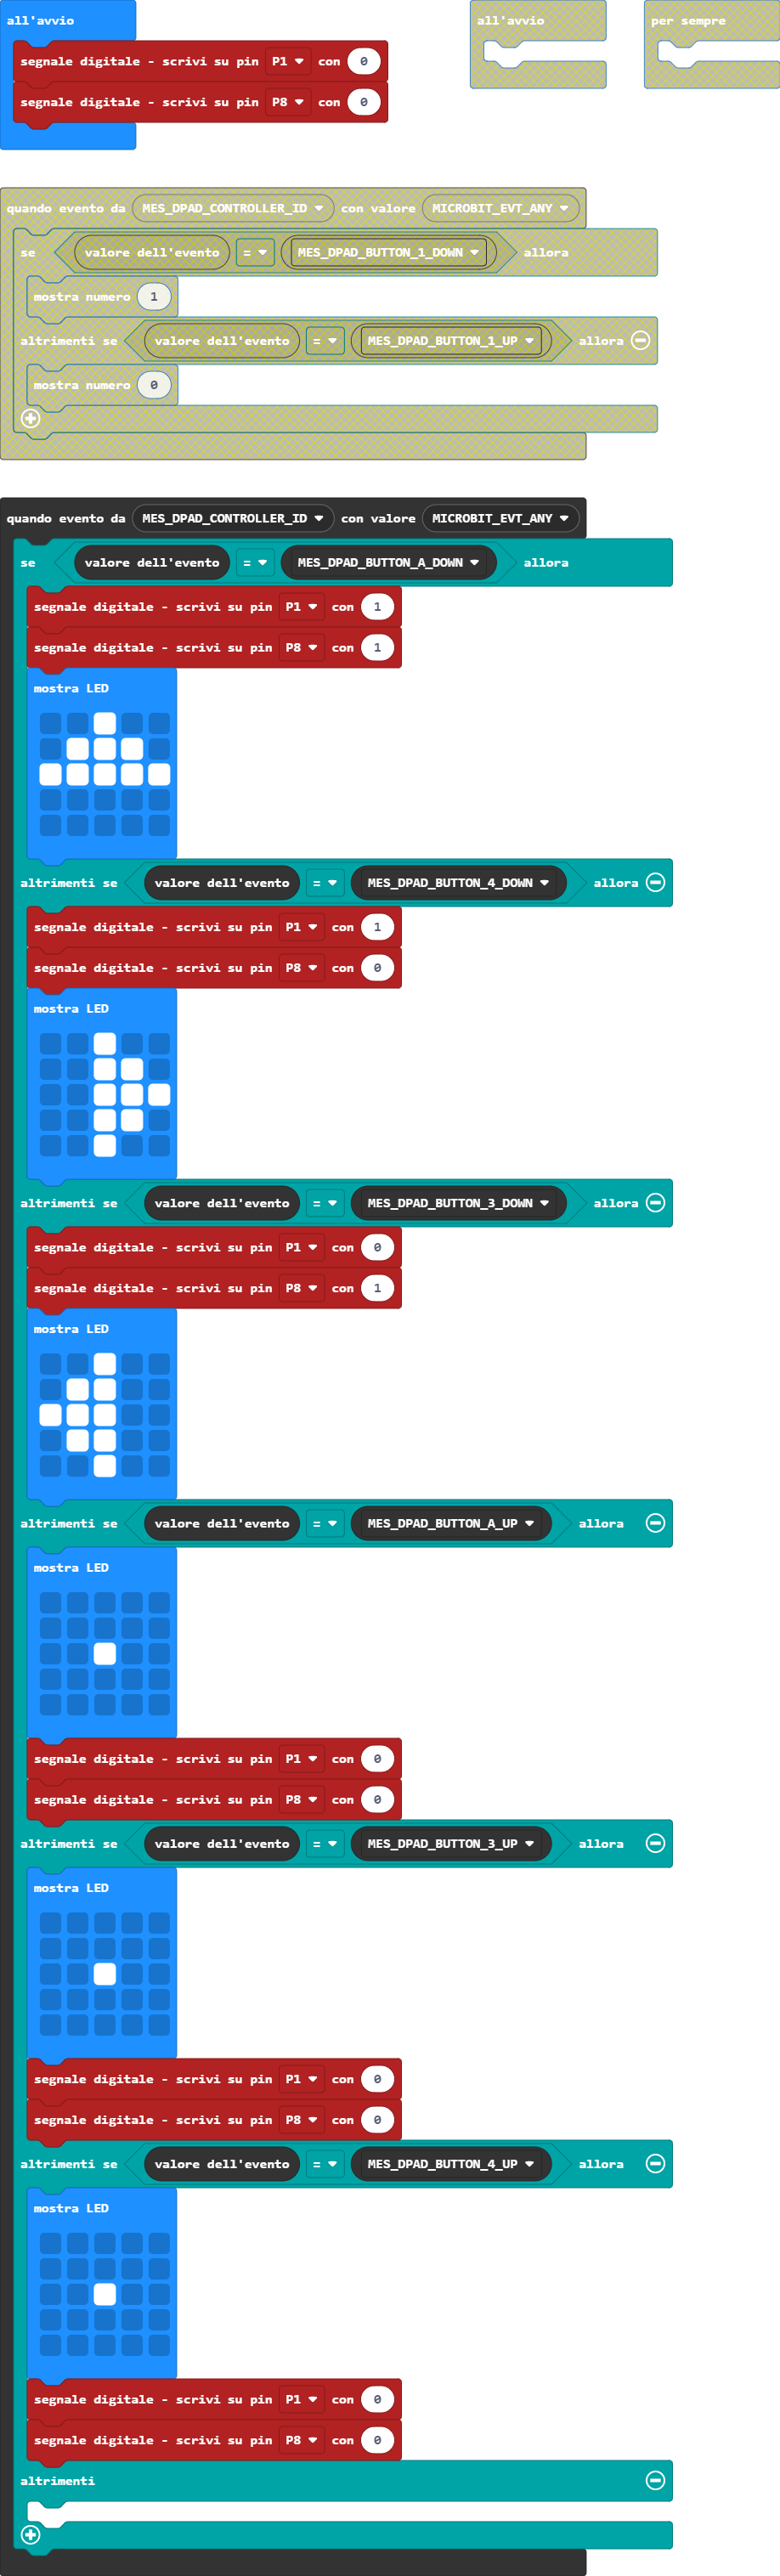 all'avvio
segnale digitale - scrivi su pin P1 con 0
segnale digitale - scrivi su pin P8 con 0
all'avvio
per sempre
quando evento da MES_DPAD_CONTROLLER_ID con valore MICROBIT_EVT_ANY
se valore dell'evento = MES_DPAD_BUTTON_1_DOWN allora
mostra numero 1
altrimenti se valore dell'evento = MES_DPAD_BUTTON_1_UP allora
mostra numero 0
quando evento da MES_DPAD_CONTROLLER_ID con valore MICROBIT_EVT_ANY
se valore dell'evento = MES_DPAD_BUTTON_A_DOWN allora
segnale digitale - scrivi su pin P1 con 1
segnale digitale - scrivi su pin P8 con 1
mostra LED
altrimenti se valore dell'evento = MES_DPAD_BUTTON_4_DOWN allora
segnale digitale - scrivi su pin P1 con 1
segnale digitale - scrivi su pin P8 con 0
mostra LED
altrimenti se valore dell'evento = MES_DPAD_BUTTON_3_DOWN allora
segnale digitale - scrivi su pin P1 con 0
segnale digitale - scrivi su pin P8 con 1
mostra LED
altrimenti se valore dell'evento = MES_DPAD_BUTTON_A_UP allora
mostra LED
segnale digitale - scrivi su pin P1 con 0
segnale digitale - scrivi su pin P8 con 0
altrimenti se valore dell'evento = MES_DPAD_BUTTON_3_UP allora
mostra LED
segnale digitale - scrivi su pin P1 con 0
segnale digitale - scrivi su pin P8 con 0
altrimenti se valore dell'evento = MES_DPAD_BUTTON_4_UP allora
mostra LED
segnale digitale - scrivi su pin P1 con 0
segnale digitale - scrivi su pin P8 con 0
altrimenti